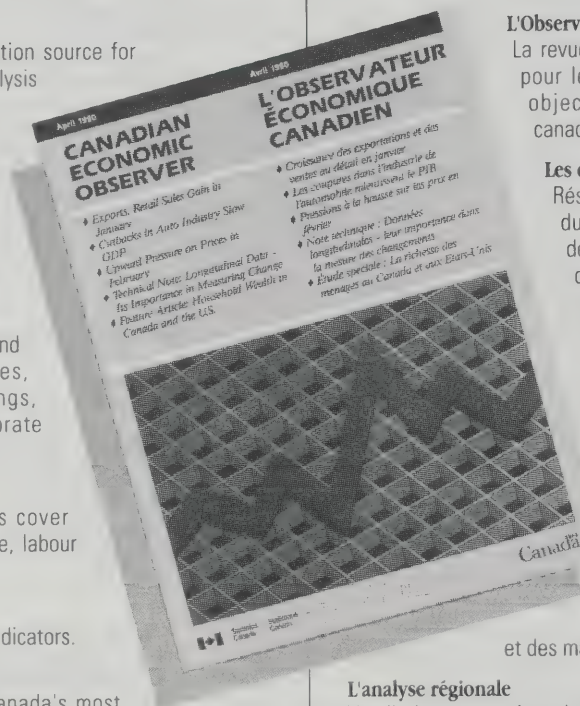 tion source for
lysis
nd
es,
ngs,
orate
s cover
e, labour
dicators.
anada's most
April 1990
CANADIAN
ECONOMIC
OBSERVER
♦ Exports, Retail Sales Gain in
January
♦ Cutbacks in Auto Industry Slow
GDP
♦ Upward Pressure on Prices in
February
♦ Technical Note: Longitudinal Data -
Its Importance in Measuring Change
♦ Feature Article: Household Wealth in
Canada and the U.S.
Avril 1990
L'OBSERVATEUR
ÉCONOMIQUE
CANADIEN
♦ Croissance des exportations et des
ventes au détail en janvier
♦ Les coupures dans l'industrie de
l'automobile ralentissent le PIB
♦ Pressions à la hausse sur les prix en
février
♦ Note technique : Données
longitudinales - leur importance dans
la mesure des changements
♦ Étude spéciale : La richesse des
ménages au Canada et aux États-Unis
Statistics Statistique
Canada Canada
Canada
L'Observ
La revue
pour le
objec
canad
Les
Rés
du
de
et des ma
L'analyse régionale